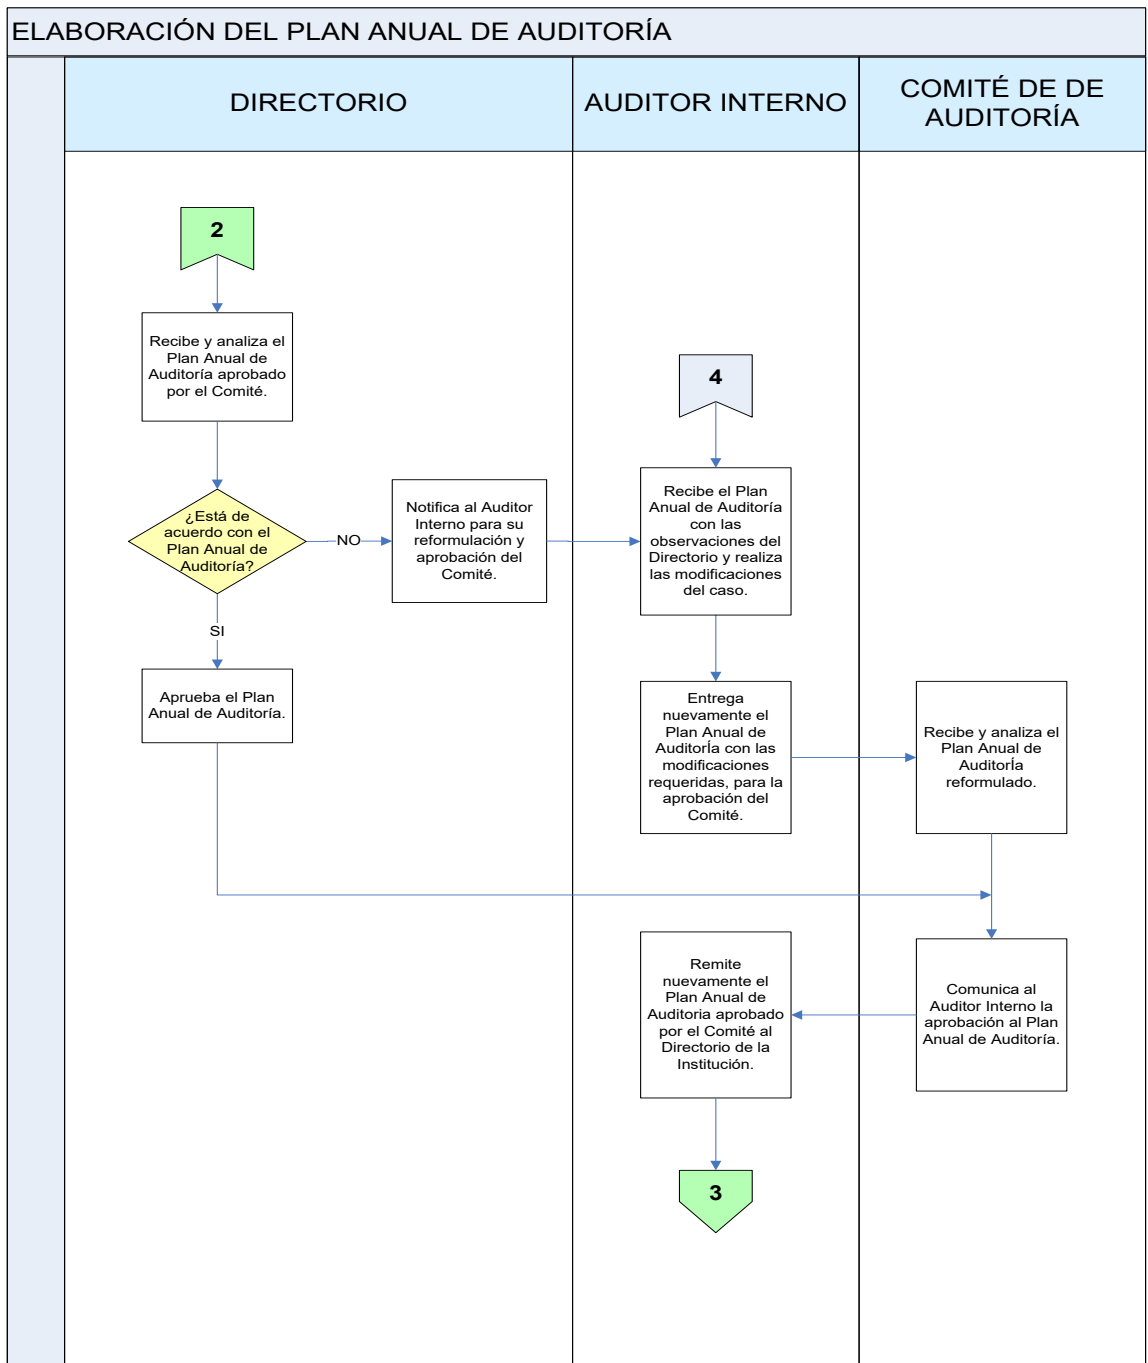 ELABORACIÓN DEL PLAN ANUAL DE AUDITORÍA
DIRECTORIO
AUDITOR INTERNO
COMITÉ DE DE
AUDITORÍA
2
Recibe y analiza el
Plan Anual de
Auditoría aprobado
por el Comité.
4
¿Está de
acuerdo con el
Plan Anual de
Auditoría?
NO
Notifica al Auditor
Interno para su
reformulación y
aprobación del
Comité.
Recibe el Plan
Anual de Auditoría
con las
observaciones del
Directorio y realiza
las modificaciones
del caso.
SI
Aprueba el Plan
Anual de Auditoría.
Entrega
nuevamente el
Plan Anual de
AuditorÍa con las
modificaciones
requeridas, para la
aprobación del
Comité.
Recibe y analiza el
Plan Anual de
AuditorÍa
reformulado.
Remite
nuevamente el
Plan Anual de
Auditoria aprobado
por el Comité al
Directorio de la
Institución.
Comunica al
Auditor Interno la
aprobación al Plan
Anual de Auditoría.
3